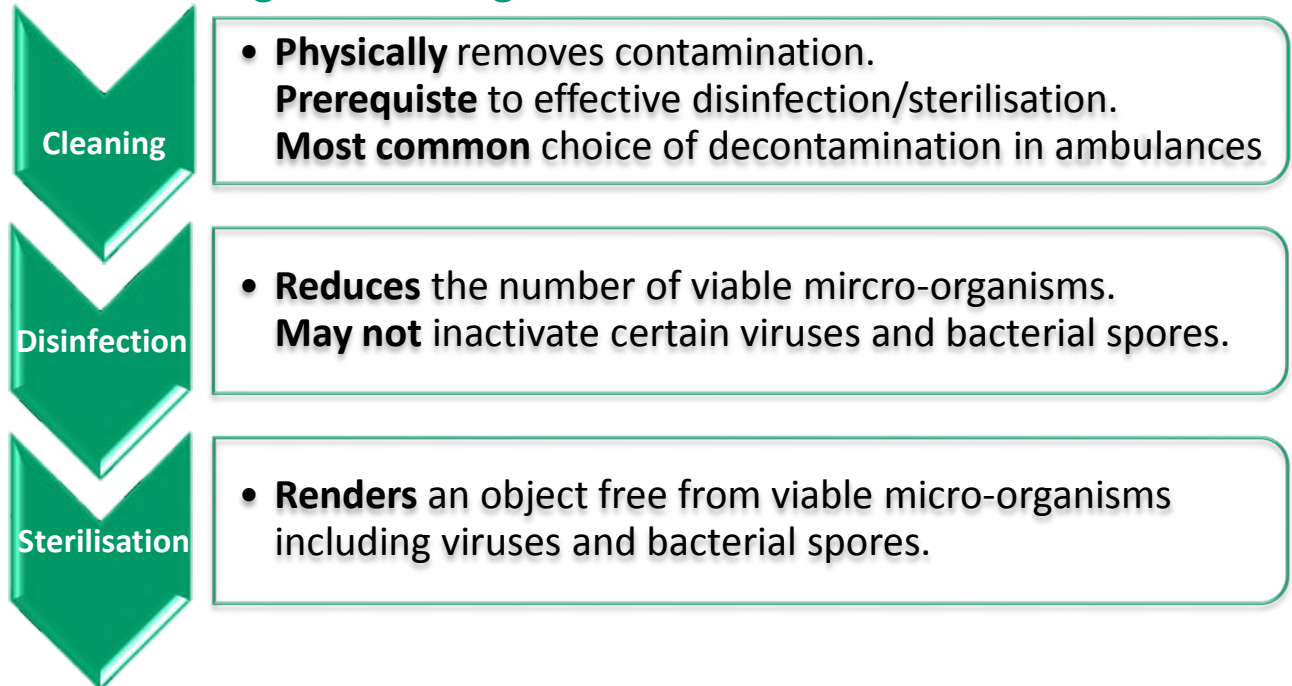 Cleaning
• Physically removes contamination.
Prerequiste to effective disinfection/sterilisation.
Most common choice of decontamination in ambulances
Disinfection
• Reduces the number of viable mircro-organisms.
May not inactivate certain viruses and bacterial spores.
Sterilisation
• Renders an object free from viable micro-organisms
including viruses and bacterial spores.